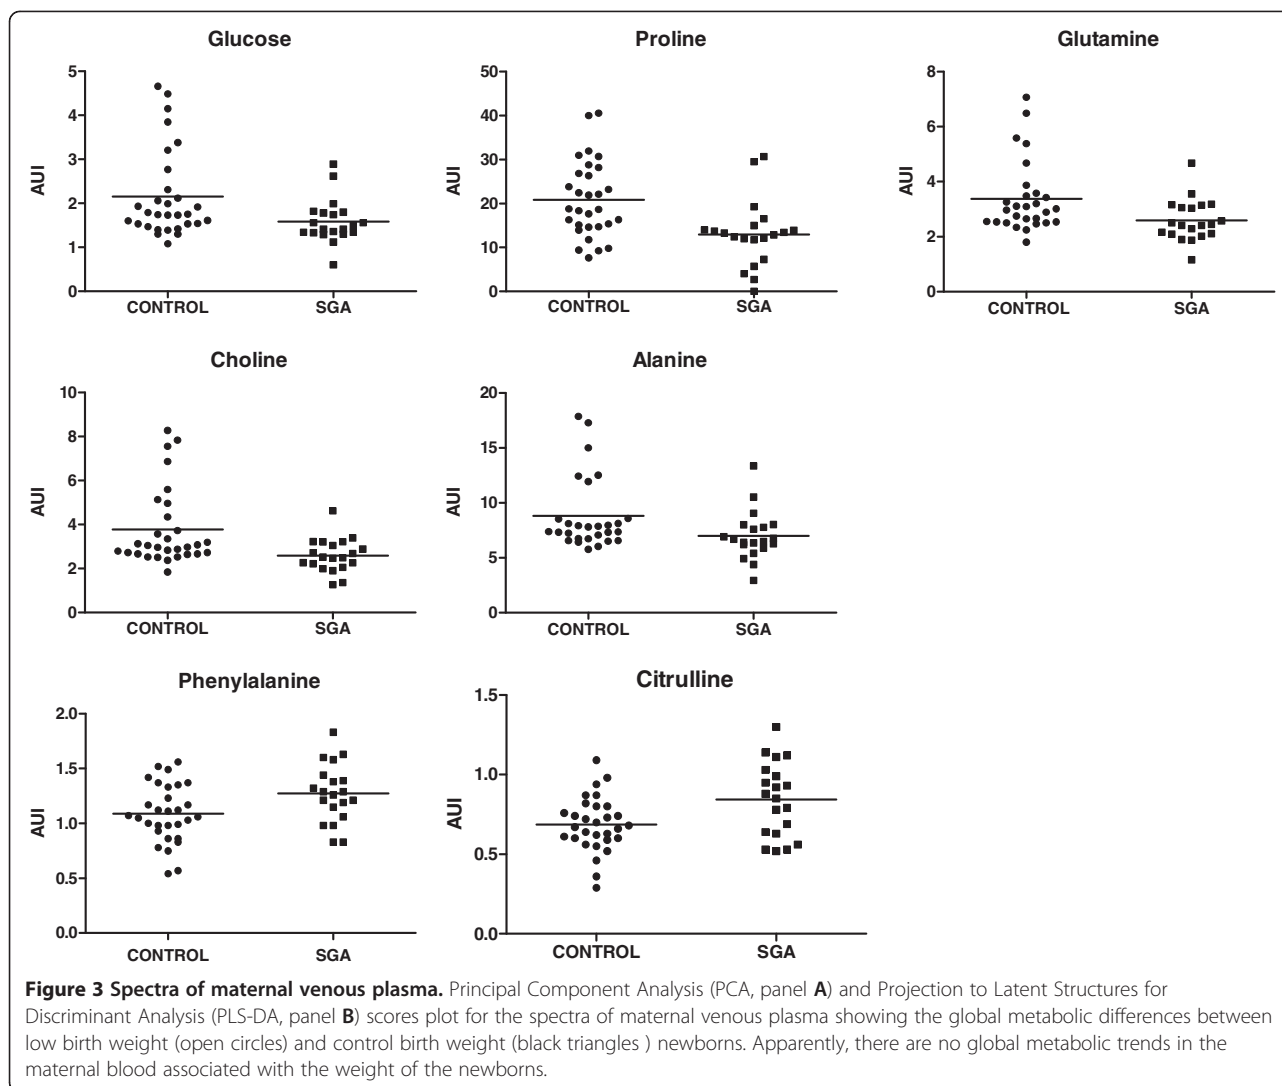 Glucose
Proline
Glutamine
AUI
5
4
3
2
1
0
CONTROL
SGA
AUI
50
40
30
20
10
0
CONTROL
SGA
AUI
8
6
4
2
0
CONTROL
SGA
Choline
Alanine
AUI
10
8
6
4
2
0
CONTROL
SGA
AUI
20
15
10
5
0
CONTROL
SGA
Phenylalanine
Citrulline
AUI
2.0
1.5
1.0
0.5
0.0
CONTROL
SGA
AUI
1.5
1.0
0.5
0.0
CONTROL
SGA
Figure 3 Spectra of maternal venous plasma. Principal Component Analysis (PCA, panel A) and Projection to Latent Structures for
Discriminant Analysis (PLS-DA, panel B) scores plot for the spectra of maternal venous plasma showing the global metabolic differences between
low birth weight (open circles) and control birth weight (black triangles ) newborns. Apparently, there are no global metabolic trends in the
maternal blood associated with the weight of the newborns.